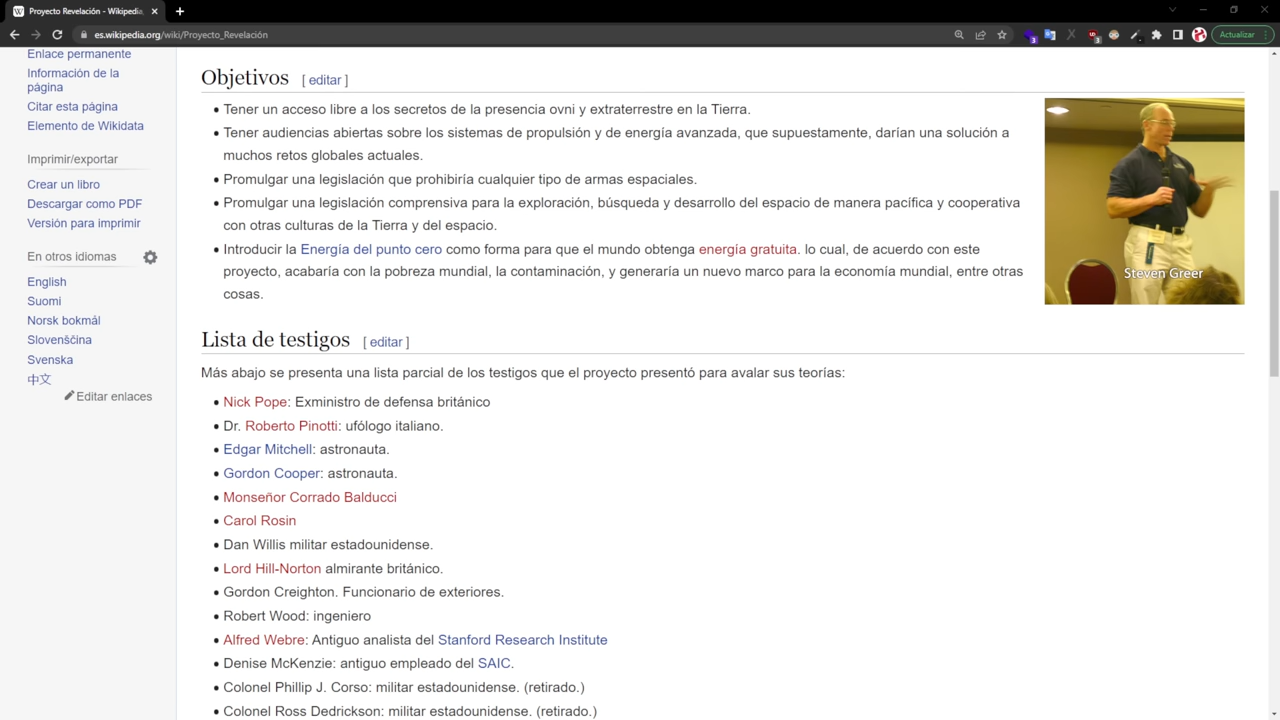 Proyecto Revelación - Wikipedia,
es.wikipedia.org/wiki/Proyecto_Revelación
3
3
Actualizar
Enlace permanente
Información de la
página
Citar esta página
Elemento de Wikidata
Imprimir/exportar
Crear un libro
Descargar como PDF
Versión para imprimir
En otros idiomas
English
Suomi
Norsk bokmål
Slovenščina
Svenska
中文
Editar enlaces
Objetivos [ editar ]
• Tener un acceso libre a los secretos de la presencia ovni y extraterrestre en la Tierra.
• Tener audiencias abiertas sobre los sistemas de propulsión y de energía avanzada, que supuestamente, darían una solución a
muchos retos globales actuales.
• Promulgar una legislación que prohibiría cualquier tipo de armas espaciales.
• Promulgar una legislación comprensiva para la exploración, búsqueda y desarrollo del espacio de manera pacífica y cooperativa
con otras culturas de la Tierra y del espacio.
• Introducir la Energía del punto cero como forma para que el mundo obtenga energía gratuita. lo cual, de acuerdo con este
proyecto, acabaría con la pobreza mundial, la contaminación, y generaría un nuevo marco para la economía mundial, entre otras
cosas.
Steven Greer
Lista de testigos [ editar ]
Más abajo se presenta una lista parcial de los testigos que el proyecto presentó para avalar sus teorías:
• Nick Pope: Exministro de defensa británico
• Dr. Roberto Pinotti: ufólogo italiano.
• Edgar Mitchell: astronauta.
• Gordon Cooper: astronauta.
• Monseñor Corrado Balducci
• Carol Rosin
• Dan Willis militar estadounidense.
• Lord Hill-Norton almirante británico.
• Gordon Creighton. Funcionario de exteriores.
• Robert Wood: ingeniero
• Alfred Webre: Antiguo analista del Stanford Research Institute
• Denise McKenzie: antiguo empleado del SAIC.
• Colonel Phillip J. Corso: militar estadounidense. (retirado.)
• Colonel Ross Dedrickson: militar estadounidense. (retirado.)